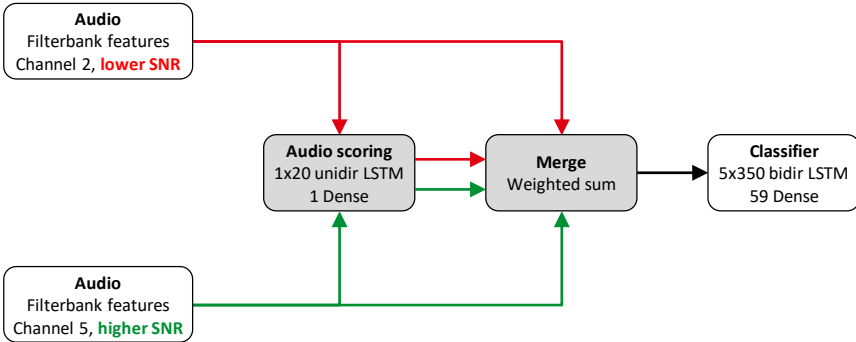 Audio
Filterbank features
Channel 2, lower SNR
Audio scoring
1x20 unidir LSTM
1 Dense
Merge
Weighted sum
Classifier
5x350 bidir LSTM
59 Dense
Audio
Filterbank features
Channel 5, higher SNR